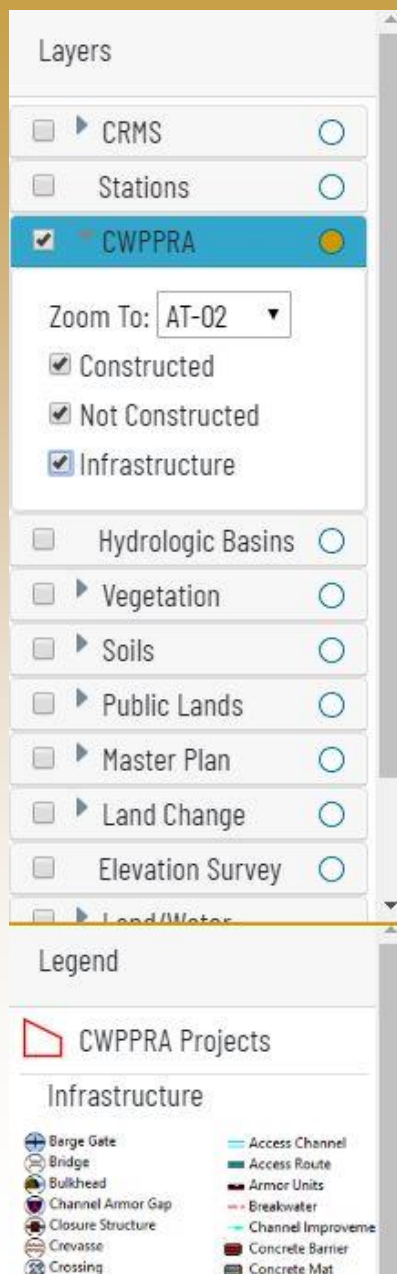 Layers
CRMS
Stations
CWPPRA
Zoom To: AT-02
Constructed
Not Constructed
Infrastructure
Hydrologic Basins
Vegetation
Soils
Public Lands
Master Plan
Land Change
Elevation Survey
Land/Water
Legend
CWPPRA Projects
Infrastructure
Barge Gate
Bridge
Bulkhead
Channel Armor Gap
Closure Structure
Crevasse
Crossing
Access Channel
Access Route
Armor Units
Breakwater
Channel Improveme
Concrete Barrier
Concrete Mat